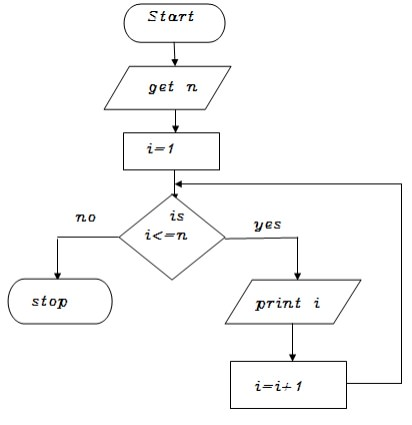 Start
get n
i=1
is
i<=n
no
yes
stop
print i
i=i+1